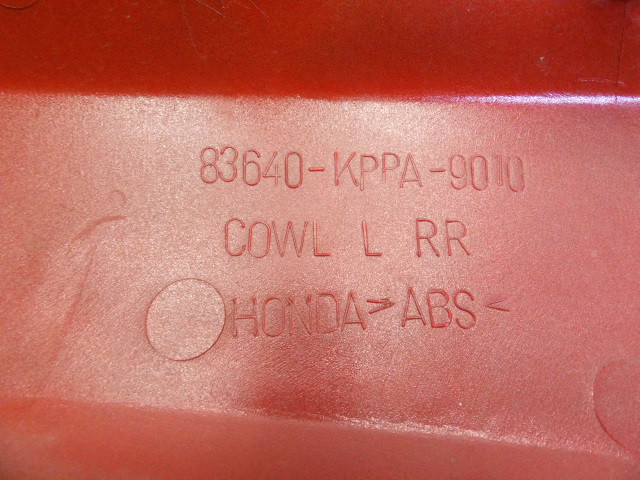 83640-KPPA-9010
COWL L RR
HONDA >ABS<